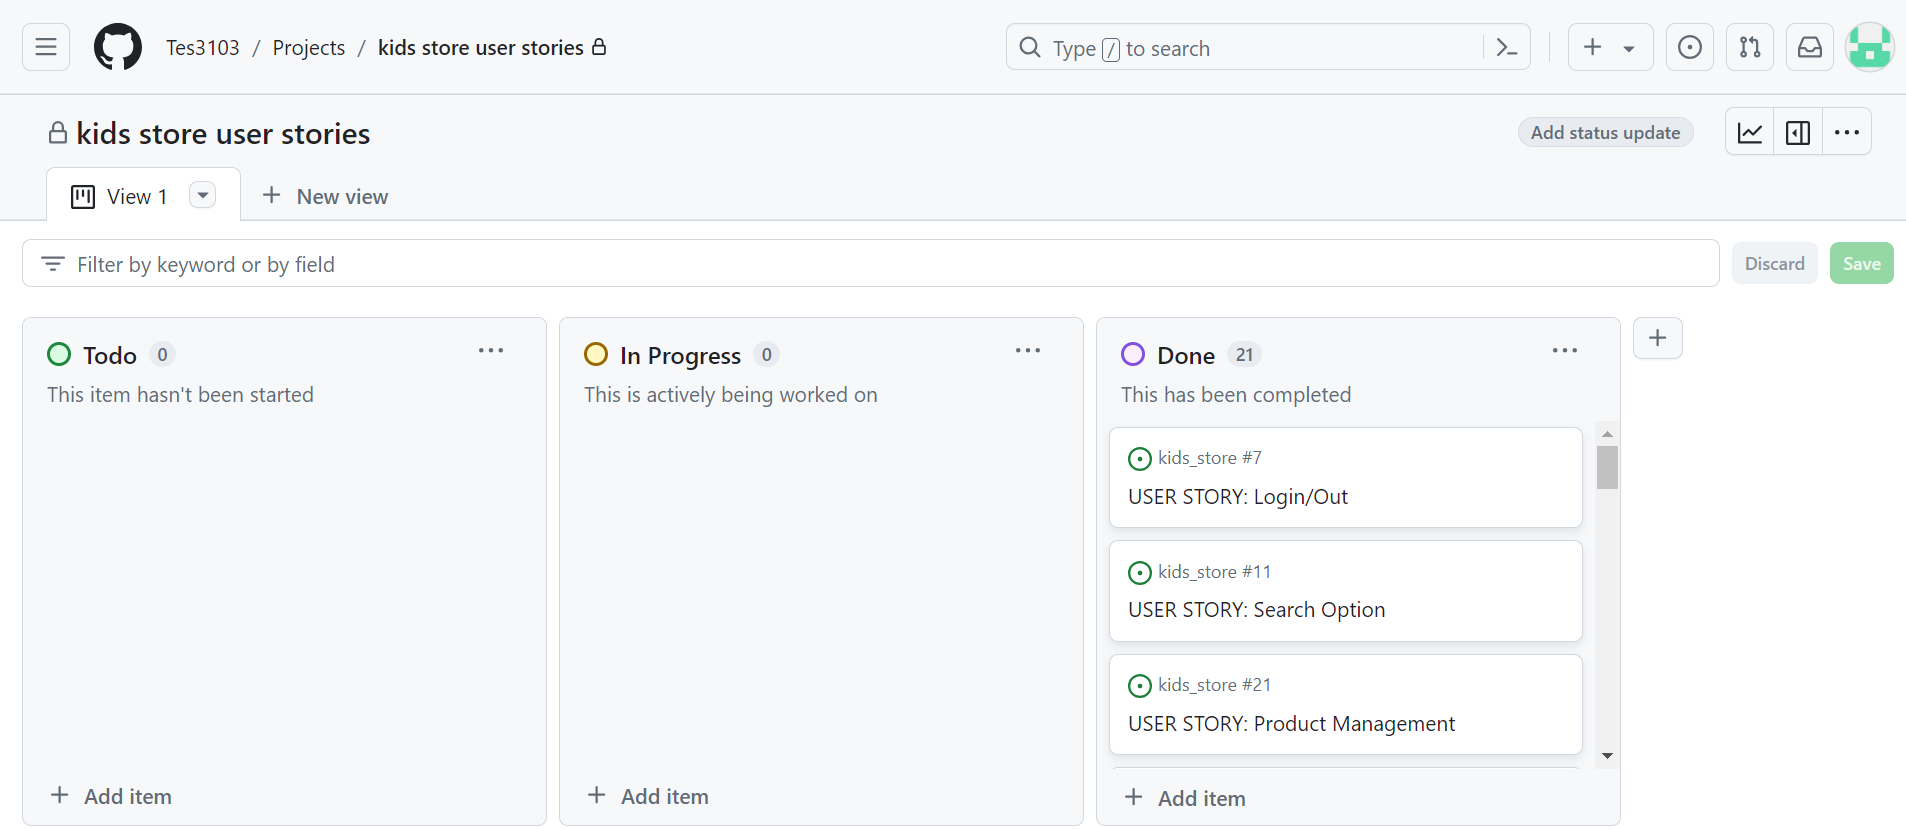 Tes3103 / Projects / kids store user stories
Type / to search
kids store user stories
Add status update
View 1
New view
Filter by keyword or by field
Discard
Save
Todo 0
This item hasn't been started
Add item
In Progress 0
This is actively being worked on
Add item
Done 21
This has been completed
kids_store #7
USER STORY: Login/Out
kids_store #11
USER STORY: Search Option
kids_store #21
USER STORY: Product Management
Add item